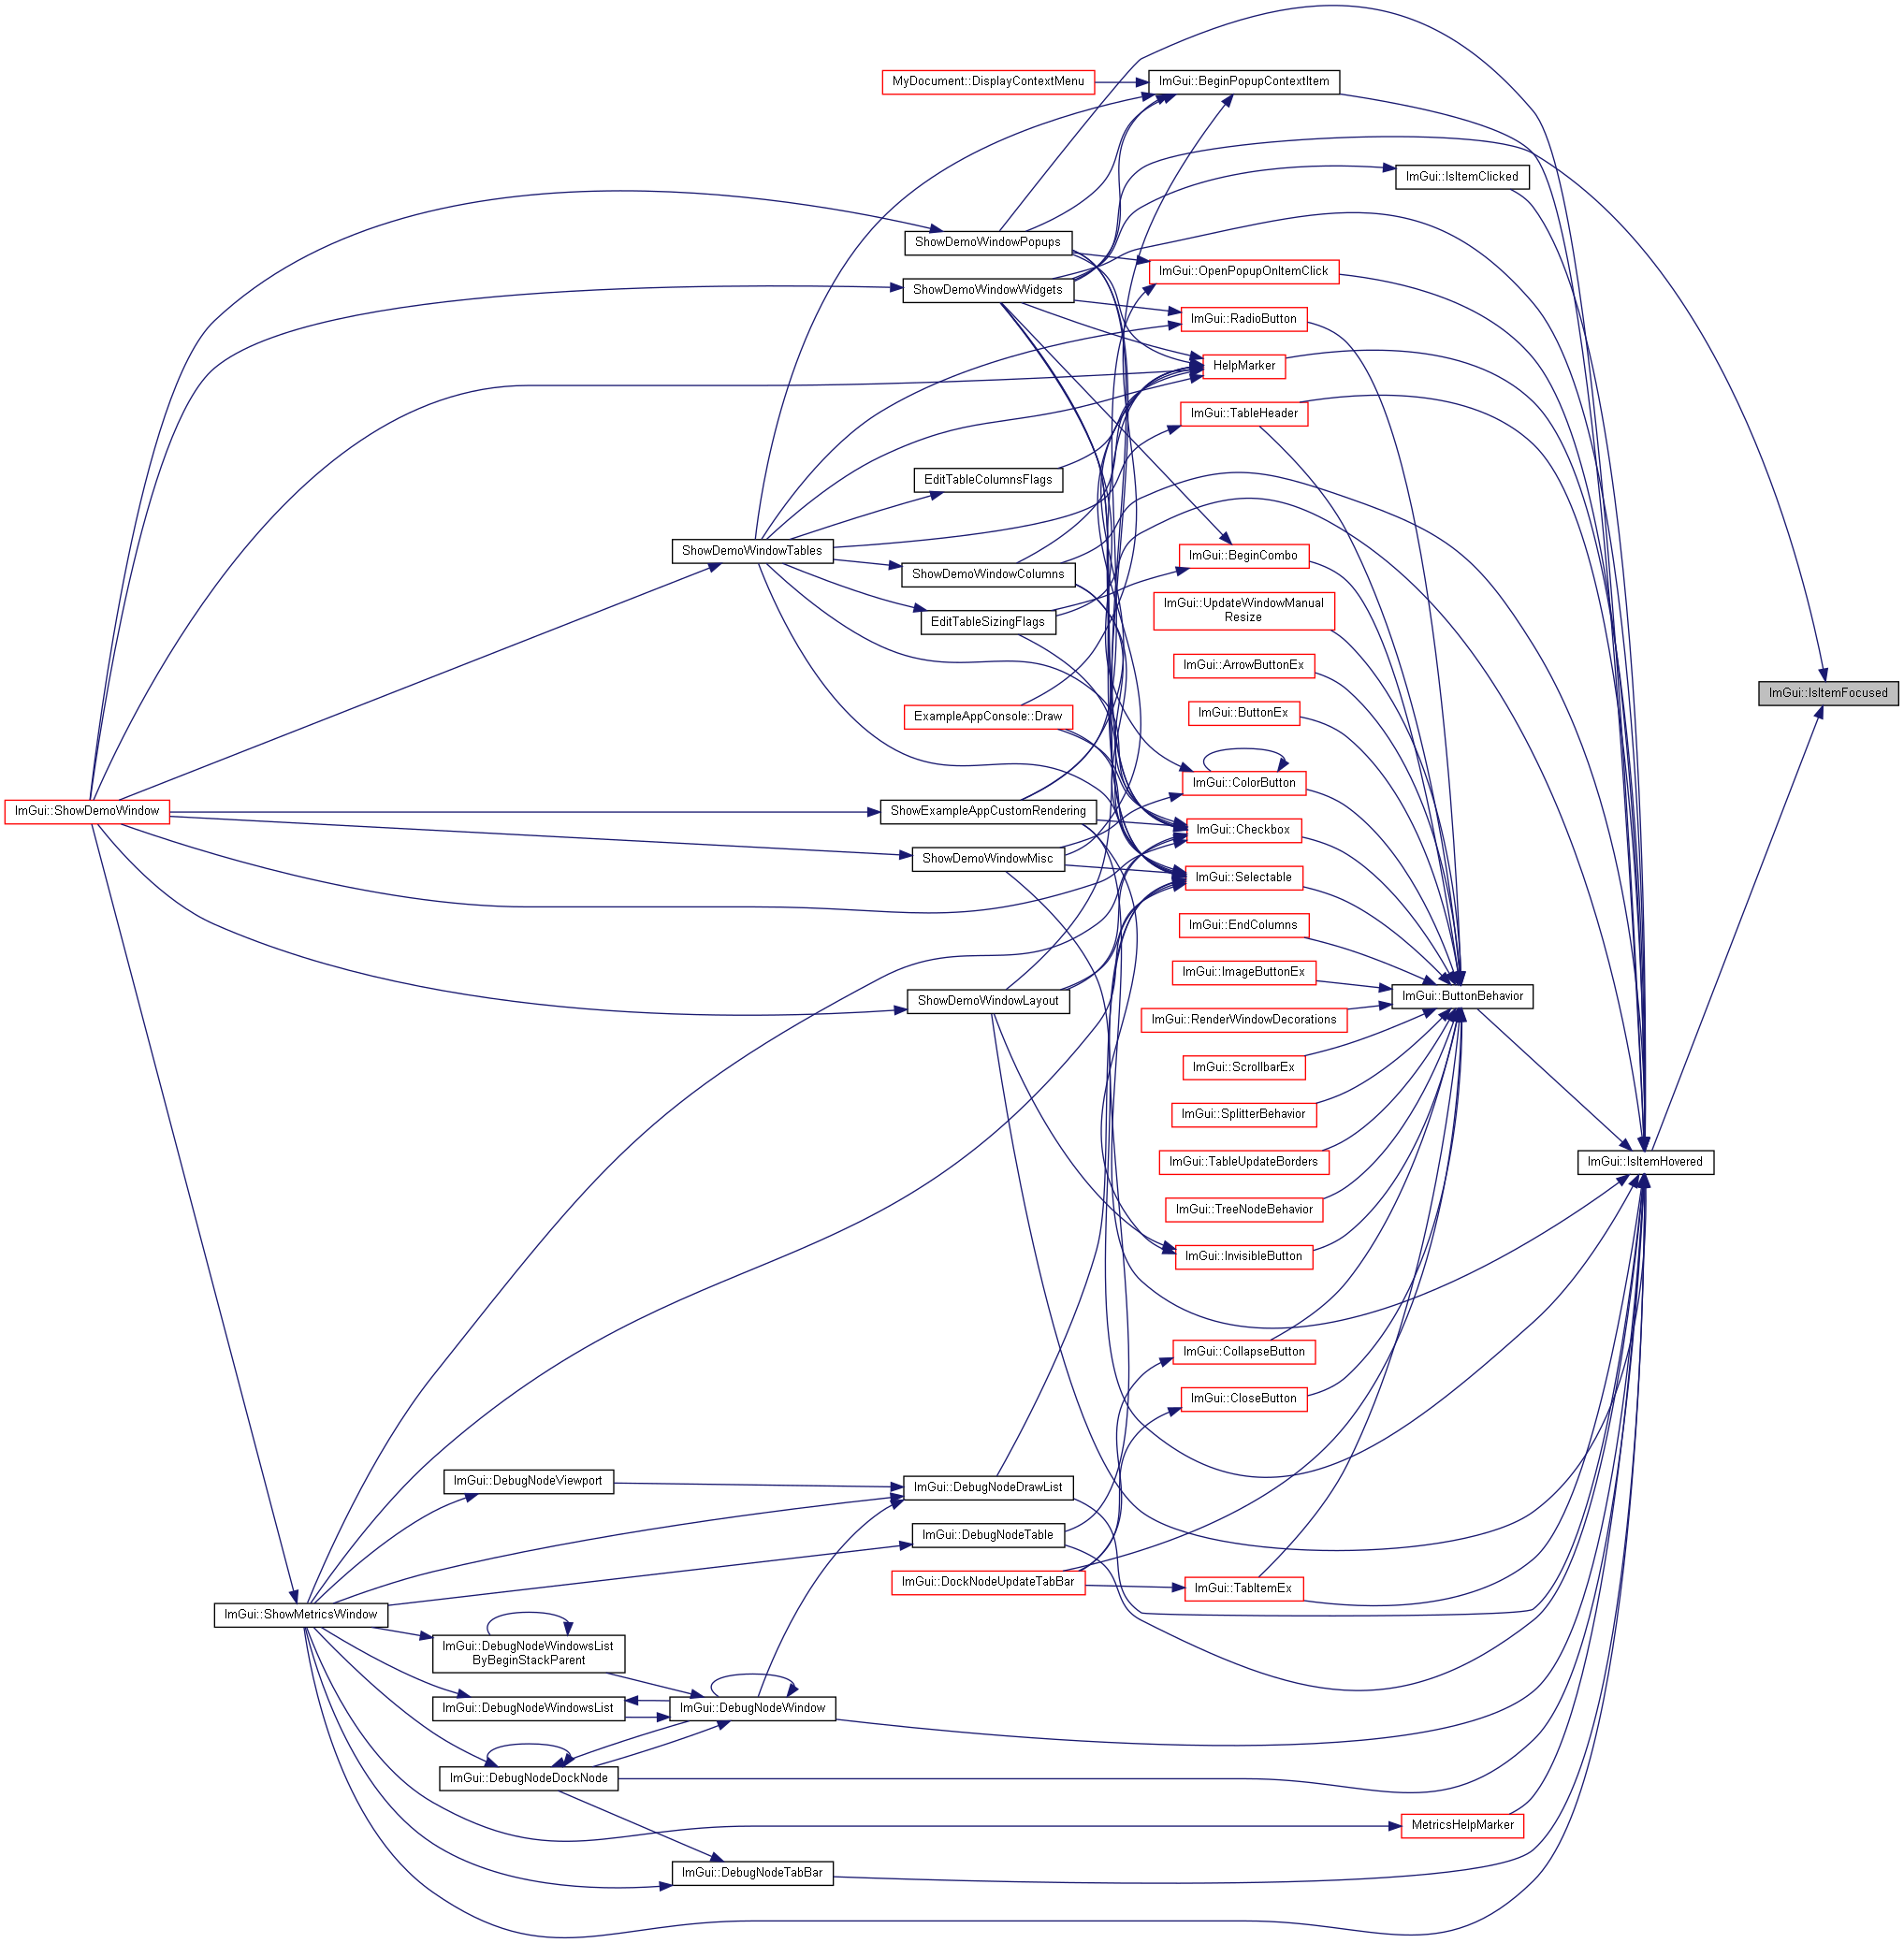 MyDocument::DisplayContextMenu
ImGui::BeginPopupContextItem
ImGui::IsItemClicked
ShowDemoWindowPopups
ImGui::OpenPopupOnItemClick
ShowDemoWindowWidgets
ImGui::RadioButton
HelpMarker
ImGui::TableHeader
EditTableColumnsFlags
ShowDemoWindowTables
ImGui::BeginCombo
ShowDemoWindowColumns
ImGui::UpdateWindowManual
Resize
EditTableSizingFlags
ImGui::ArrowButtonEx
ImGui::IsItemFocused
ExampleAppConsole::Draw
ImGui::ButtonEx
ImGui::ColorButton
ImGui::ShowDemoWindow
ShowExampleAppCustomRendering
ImGui::Checkbox
ShowDemoWindowMisc
ImGui::Selectable
ImGui::EndColumns
ImGui::ImageButtonEx
ImGui::ButtonBehavior
ShowDemoWindowLayout
ImGui::RenderWindowDecorations
ImGui::ScrollbarEx
ImGui::SplitterBehavior
ImGui::TableUpdateBorders
ImGui::IsItemHovered
ImGui::TreeNodeBehavior
ImGui::InvisibleButton
ImGui::CollapseButton
ImGui::CloseButton
ImGui::DebugNodeViewport
ImGui::DebugNodeDrawList
ImGui::DebugNodeTable
ImGui::DockNodeUpdateTabBar
ImGui::TabItemEx
ImGui::ShowMetricsWindow
ImGui::DebugNodeWindowsList
ByBeginStackParent
ImGui::DebugNodeWindowsList
ImGui::DebugNodeWindow
ImGui::DebugNodeDockNode
MetricsHelpMarker
ImGui::DebugNodeTabBar